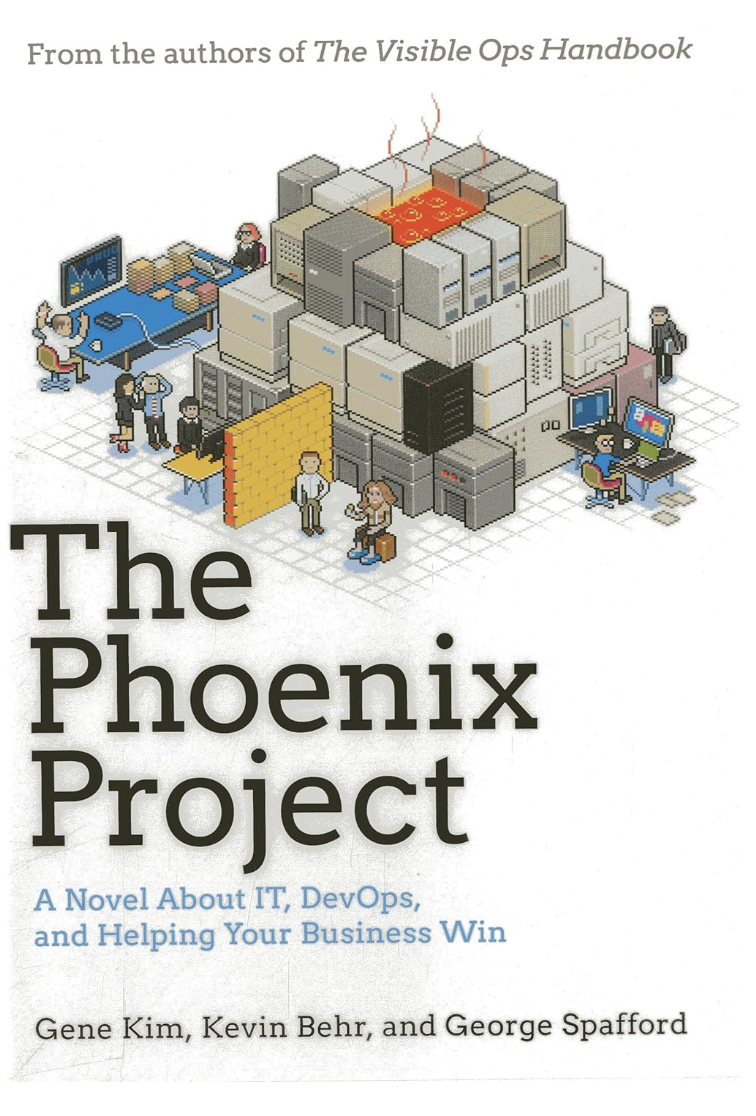 From the authors of The Visible Ops Handbook
The
Phoenix
Project
A Novel About IT, DevOps,
and Helping Your Business Win
Gene Kim, Kevin Behr, and George Spafford